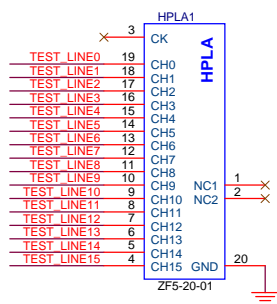 HPLA1
3 CK
HPLA
TEST_LINE0 19 CH0
TEST_LINE1 18 CH1
TEST_LINE2 17 CH2
TEST_LINE3 16 CH3
TEST_LINE4 15 CH4
TEST_LINE5 14 CH5
TEST_LINE6 13 CH6
TEST_LINE7 12 CH7
TEST_LINE8 11 CH8
TEST_LINE9 10 CH9 NC1 1
TEST_LINE10 9 CH10 NC2 2
TEST_LINE11 8 CH11
TEST_LINE12 7 CH12
TEST_LINE13 6 CH13
TEST_LINE14 5 CH14
TEST_LINE15 4 CH15 GND 20
ZF5-20-01